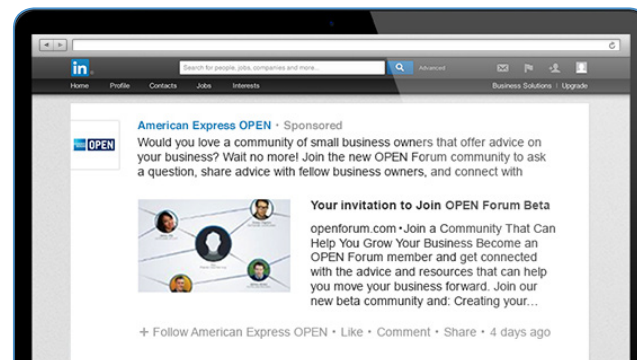 in
Search for people, jobs, companies and more...
Advanced
Home Profile Contacts Jobs Interests
Business Solutions | Upgrade
OPEN
American Express OPEN · Sponsored
Would you love a community of small business owners that offer advice on
your business? Wait no more! Join the new OPEN Forum community to ask
a question, share advice with fellow business owners, and connect with
Your invitation to Join OPEN Forum Beta
openforum.com•Join a Community That Can
Help You Grow Your Business Become an
OPEN Forum member and get connected
with the advice and resources that can help
you move your business forward. Join our
new beta community and: Creating your...
+ Follow American Express OPEN • Like • Comment • Share • 4 days ago